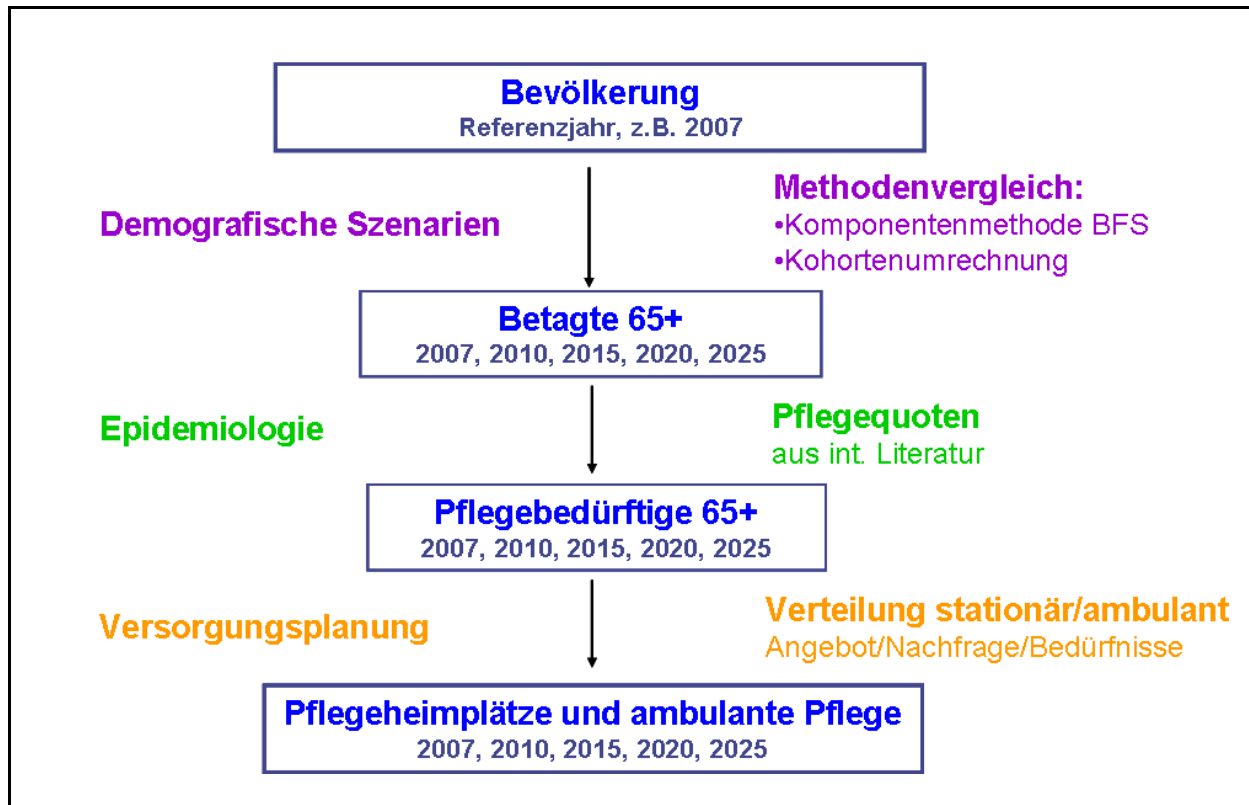 Bevölkerung
Referenzjahr, z.B. 2007
Demografische Szenarien
Methodenvergleich:
•Komponentenmethode BFS
•Kohortenumrechnung
Betagte 65+
2007, 2010, 2015, 2020, 2025
Epidemiologie
Pflegequoten
aus int. Literatur
Pflegebedürftige 65+
2007, 2010, 2015, 2020, 2025
Versorgungsplanung
Verteilung stationär/ambulant
Angebot/Nachfrage/Bedürfnisse
Pflegeheimplätze und ambulante Pflege
2007, 2010, 2015, 2020, 2025